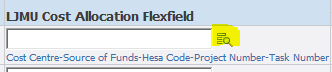 LJMU Cost Allocation Flexfield
Cost Centre-Source of Funds-Hesa Code-Project Number-Task Number